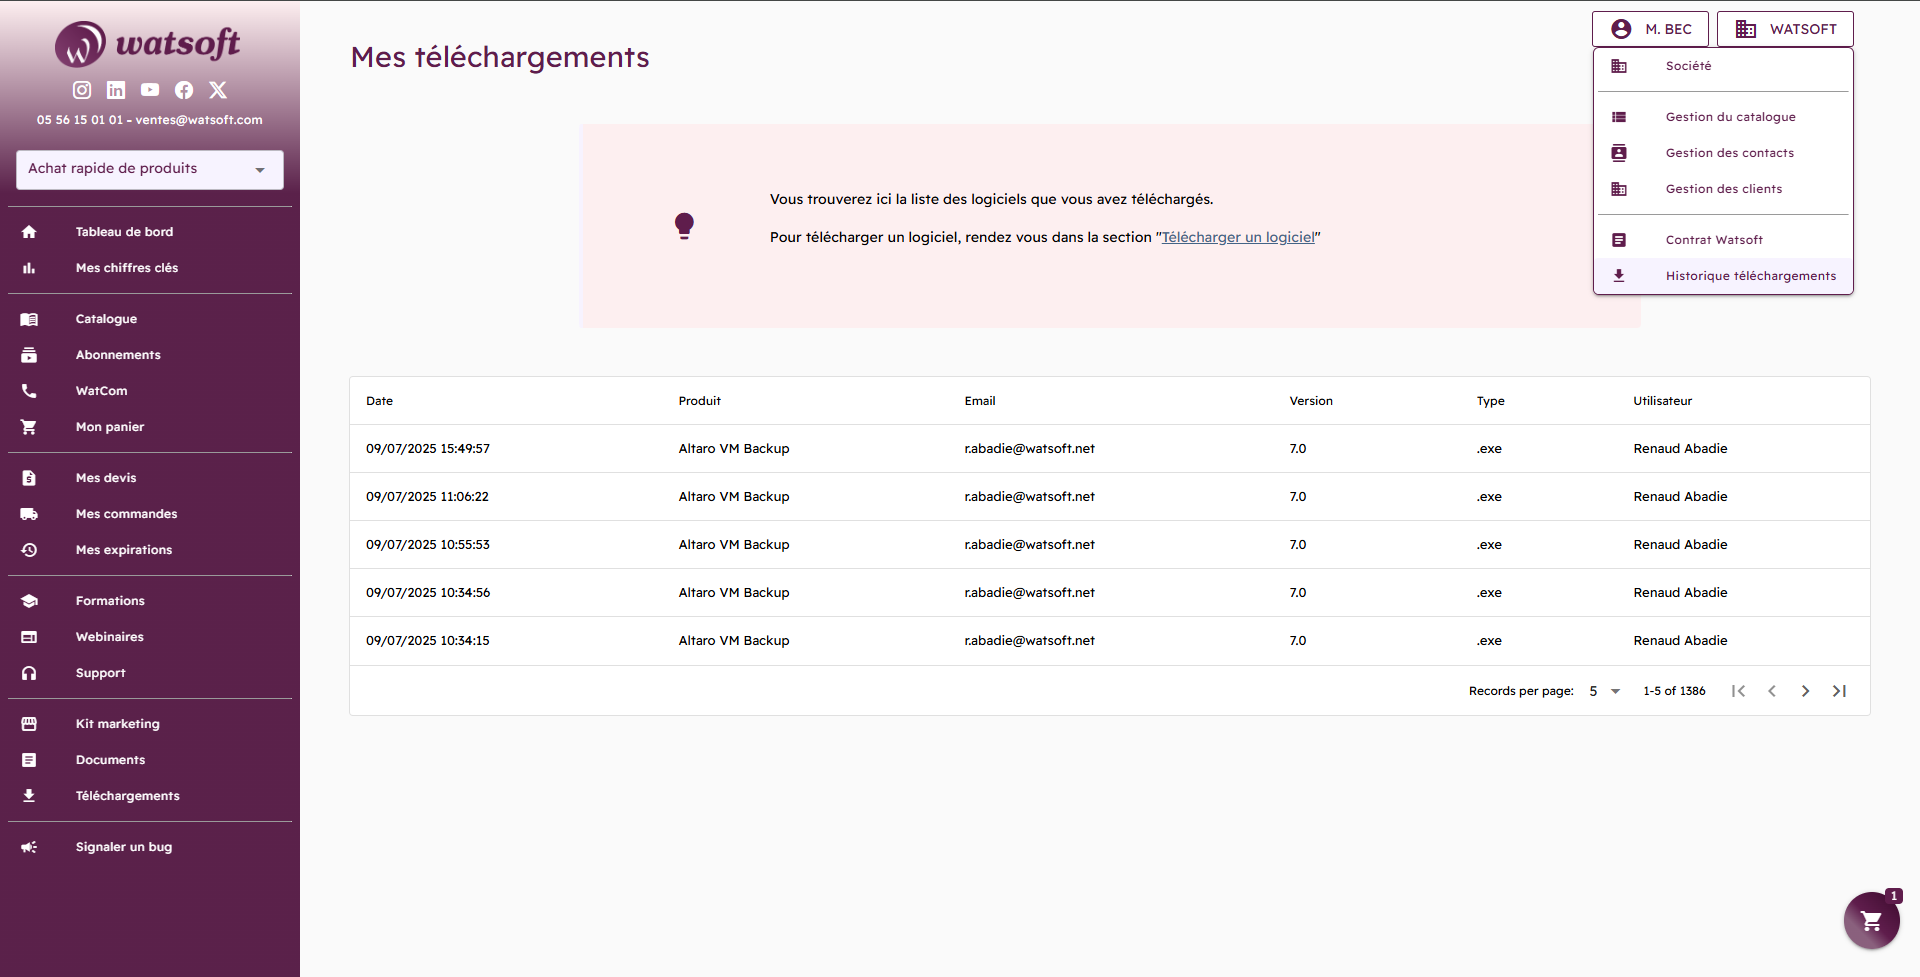 watsoft
05 56 15 01 01 - ventes@watsoft.com
Achat rapide de produits
Tableau de bord
Mes chiffres clés
Catalogue
Abonnements
WatCom
Mon panier
Mes devis
Mes commandes
Mes expirations
Formations
Webinaires
Support
Kit marketing
Documents
Téléchargements
Signaler un bug
Mes téléchargements
M. BEC
WATSOFT
Société
Gestion du catalogue
Gestion des contacts
Gestion des clients
Contrat Watsoft
Historique téléchargements
Vous trouverez ici la liste des logiciels que vous avez téléchargés.
Pour télécharger un logiciel, rendez vous dans la section "Télécharger un logiciel"
Date Produit Email Version Type Utilisateur
09/07/2025 15:49:57 Altaro VM Backup r.abadie@watsoft.net 7.0 .exe Renaud Abadie
09/07/2025 11:06:22 Altaro VM Backup r.abadie@watsoft.net 7.0 .exe Renaud Abadie
09/07/2025 10:55:53 Altaro VM Backup r.abadie@watsoft.net 7.0 .exe Renaud Abadie
09/07/2025 10:34:56 Altaro VM Backup r.abadie@watsoft.net 7.0 .exe Renaud Abadie
09/07/2025 10:34:15 Altaro VM Backup r.abadie@watsoft.net 7.0 .exe Renaud Abadie
Records per page: 5 1-5 of 1386
1